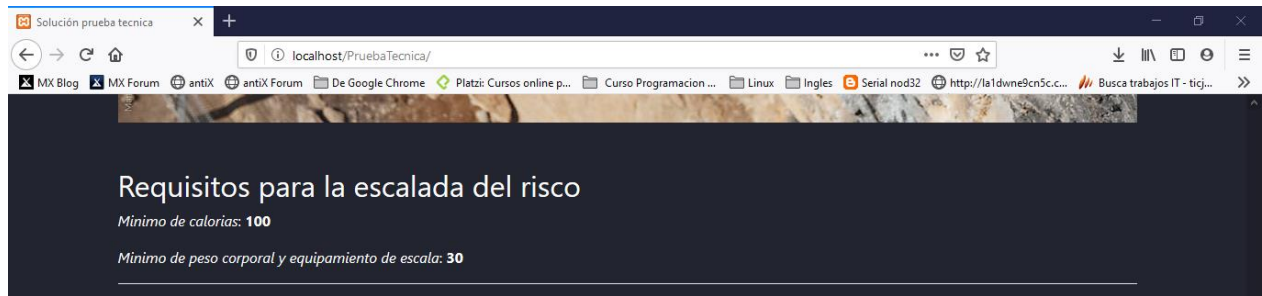 Solución prueba tecnica
localhost/PruebaTecnica/
MX Blog MX Forum antiX antiX Forum De Google Chrome Platzi: Cursos online p... Curso Programacion ... Linux Ingles Serial nod32 http://la1dwne9cn5c.c... Busca trabajos IT - ticj...
Requisitos para la escalada del risco
Minimo de calorias: 100
Minimo de peso corporal y equipamiento de escala: 30